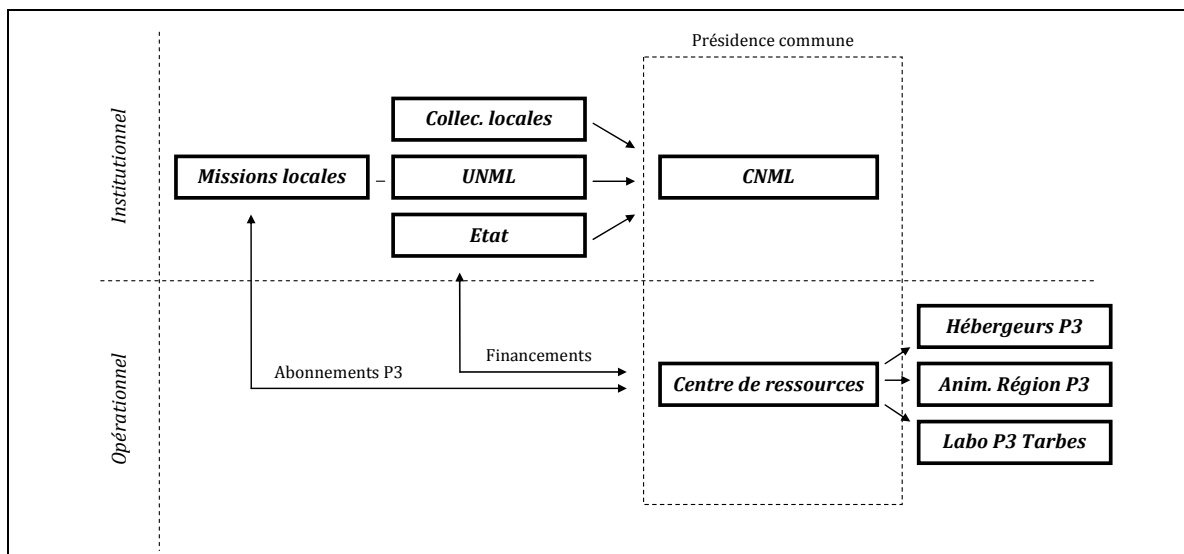 Présidence commune
Institutionnel
Collec. locales
Missions locales
UNML
CNML
Etat
Opérationnel
Hébergeurs P3
Financements
Abonnements P3
Centre de ressources
Anim. Région P3
Labo P3 Tarbes